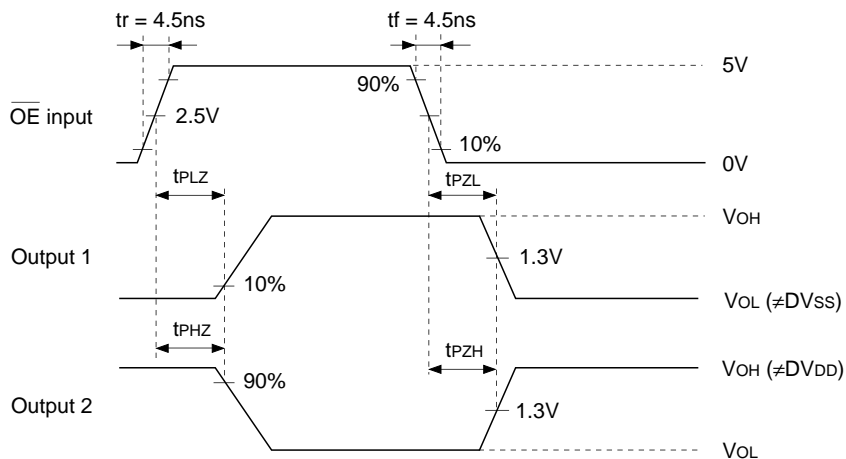 tr = 4.5ns
tf = 4.5ns
5V
90%
OE input
2.5V
10%
0V
tPLZ
tPZL
VOH
Output 1
1.3V
10%
VOL (≠DVSS)
tPHZ
tPZH
VOH (≠DVDD)
90%
Output 2
1.3V
VOL